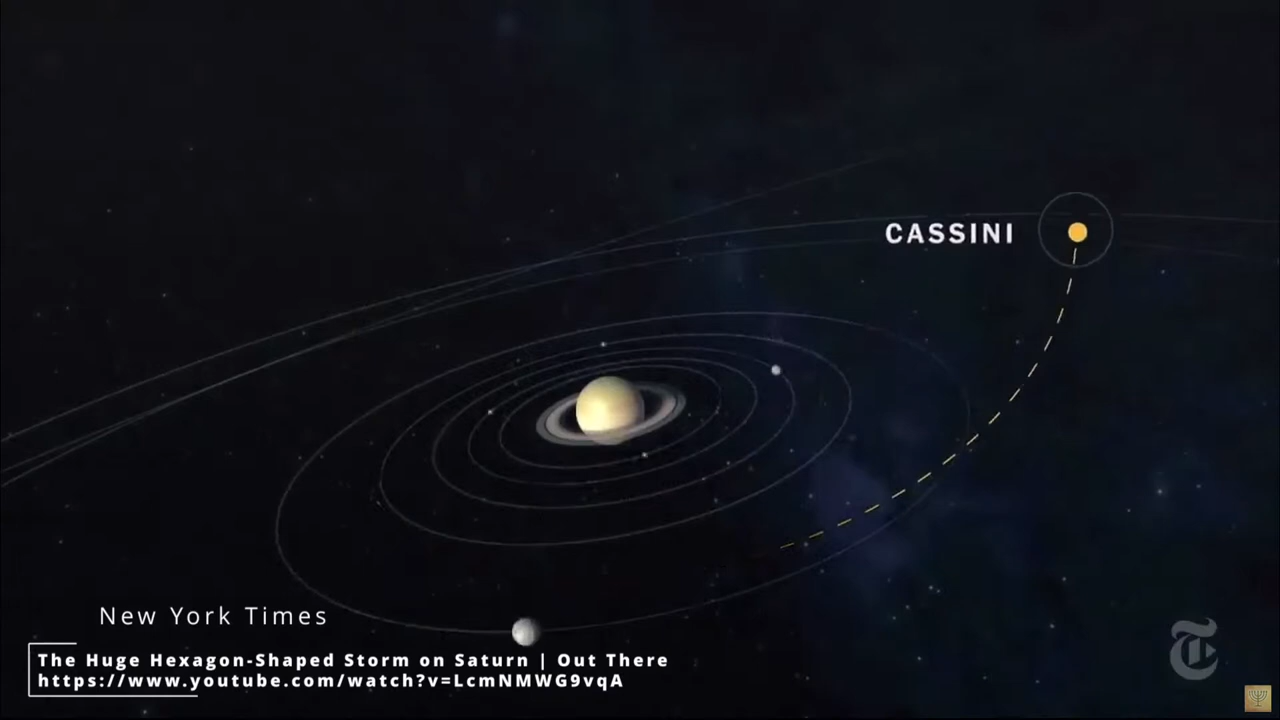 CASSINI
New York Times
The Huge Hexagon-Shaped Storm on Saturn | Out There
https://www.youtube.com/watch?v=LcmNMWG9vqA
T